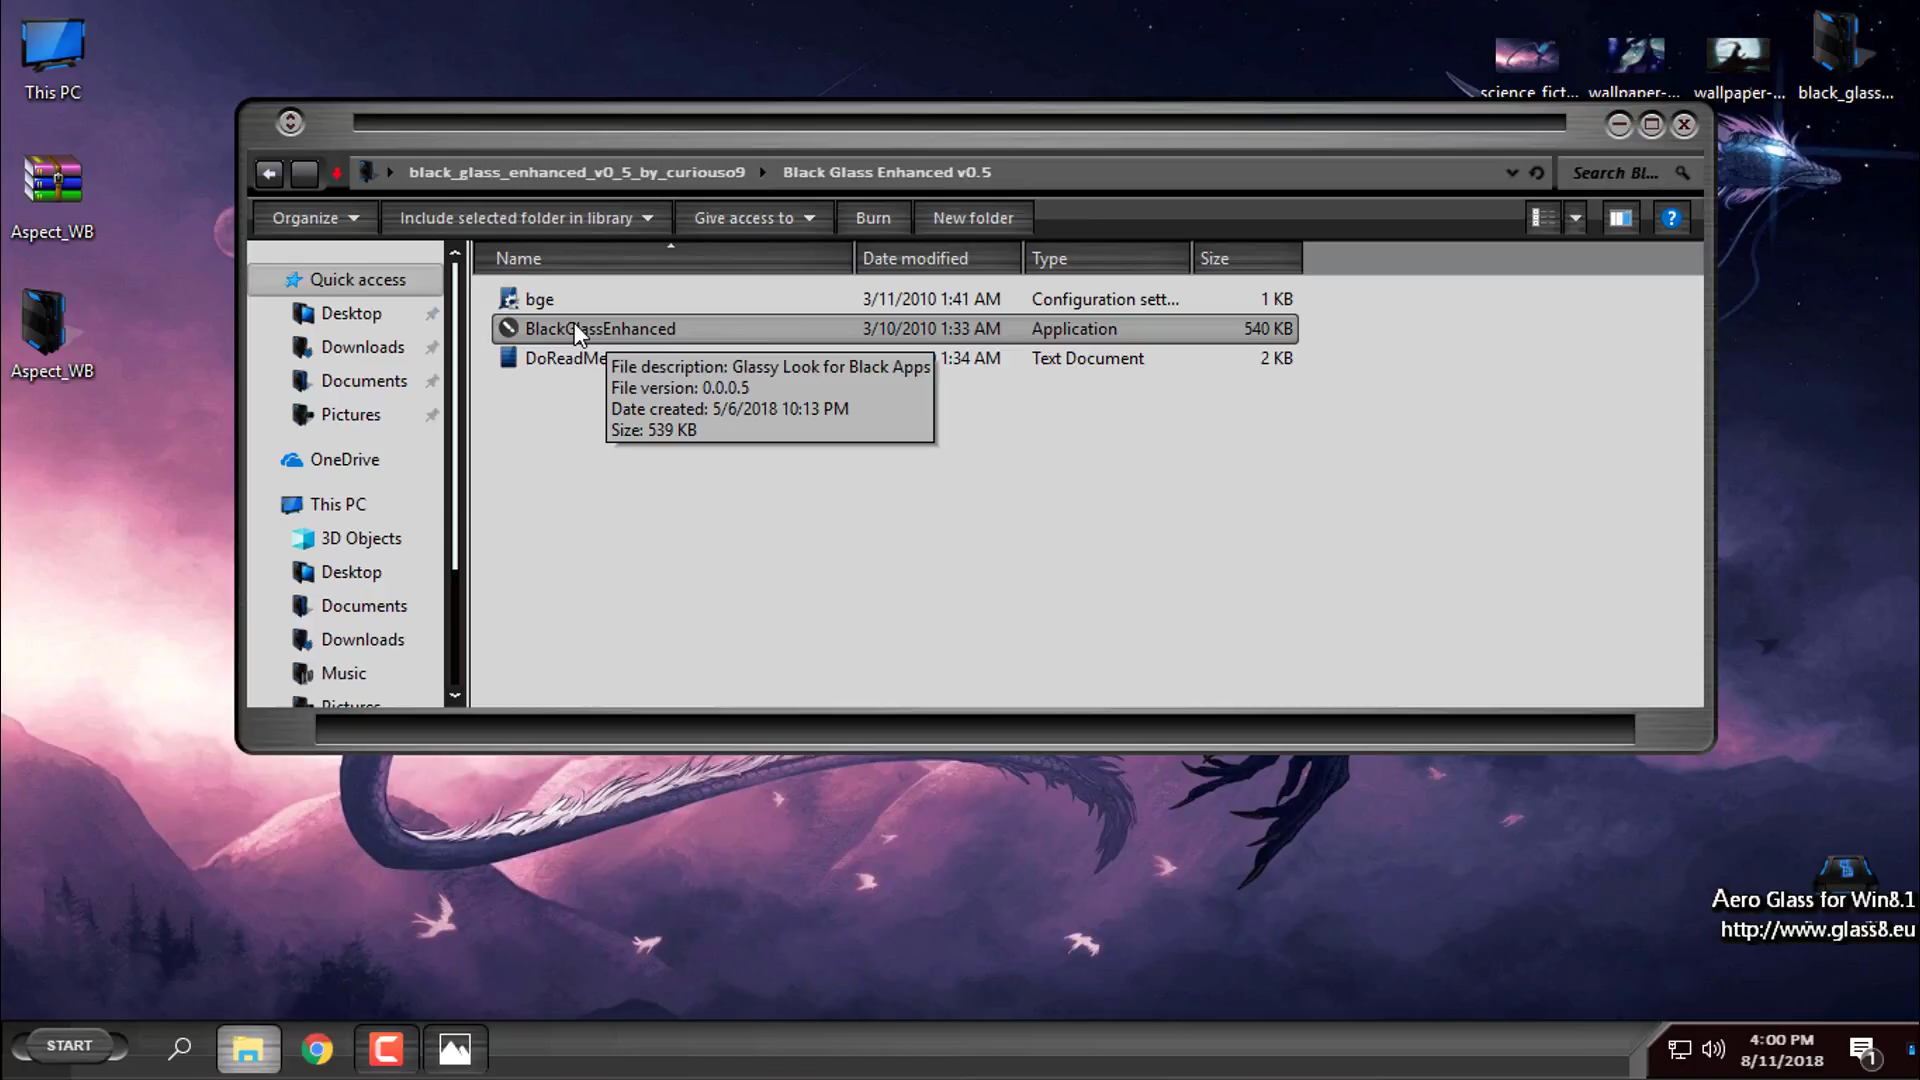 This PC
science_fict...
wallpaper-...
wallpaper-...
black_glass...
black_glass_enhanced_v0_5_by_curiouso9
Black Glass Enhanced v0.5
Search Bl...
Organize
Include selected folder in library
Give access to
Burn
New folder
?
Name
Date modified
Type
Size
Aspect_WB
Quick access
bge
3/11/2010 1:41 AM
Configuration sett...
1 KB
Desktop
BlackGlassEnhanced
3/10/2010 1:33 AM
Application
540 KB
Downloads
DoReadMe
1:34 AM
Text Document
2 KB
File description: Glassy Look for Black Apps
File version: 0.0.0.5
Date created: 5/6/2018 10:13 PM
Size: 539 KB
Aspect_WB
Documents
Pictures
OneDrive
This PC
3D Objects
Desktop
Documents
Downloads
Music
Pictures
Aero Glass for Win8.1
http://www.glass8.eu
START
4:00 PM
8/11/2018
1